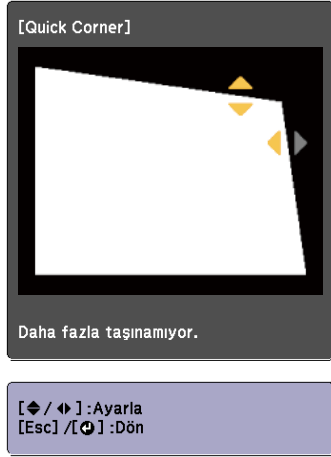 [Quick Corner]
Daha fazla taşınamıyor.
[ / ] :Ayarla
[Esc] /[ ] :Dön